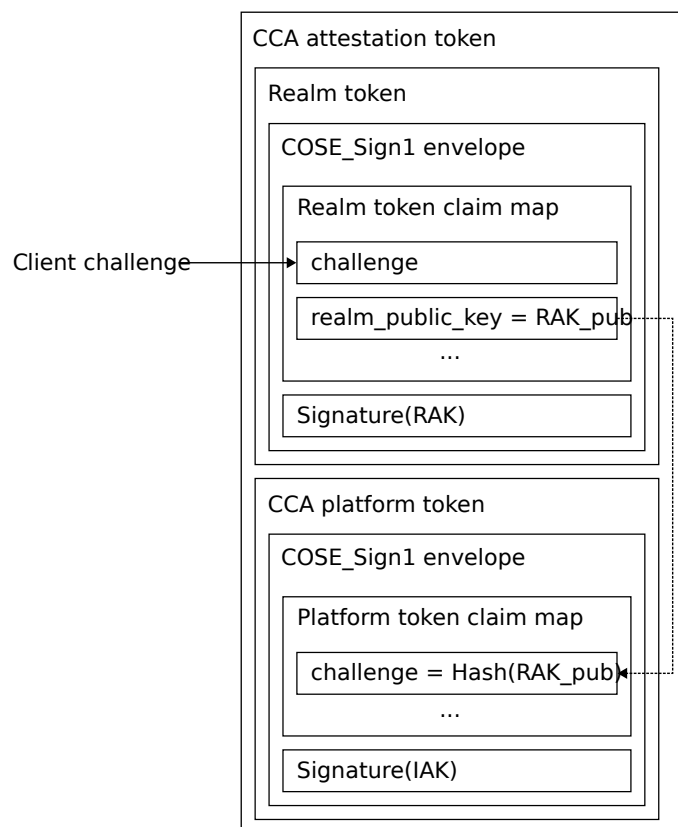 CCA attestation token
Realm token
COSE_Sign1 envelope
Realm token claim map
Client challenge
challenge
realm_public_key = RAK_pub
...
Signature(RAK)
CCA platform token
COSE_Sign1 envelope
Platform token claim map
challenge = Hash(RAK_pub)
...
Signature(IAK)